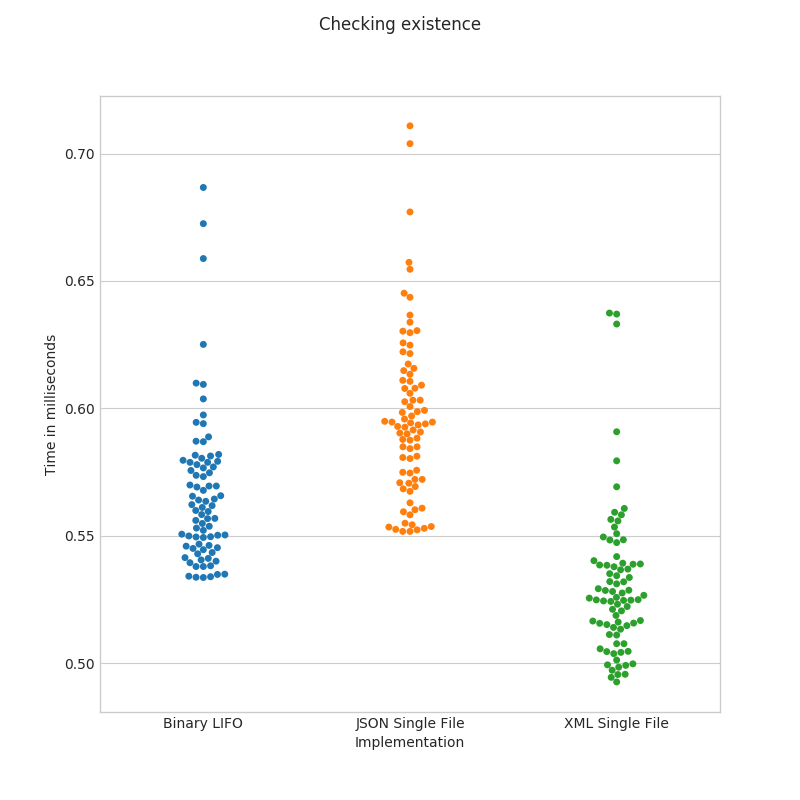 Checking existence
Time in milliseconds
0.70
0.65
0.60
0.55
0.50
Binary LIFO
JSON Single File
XML Single File
Implementation